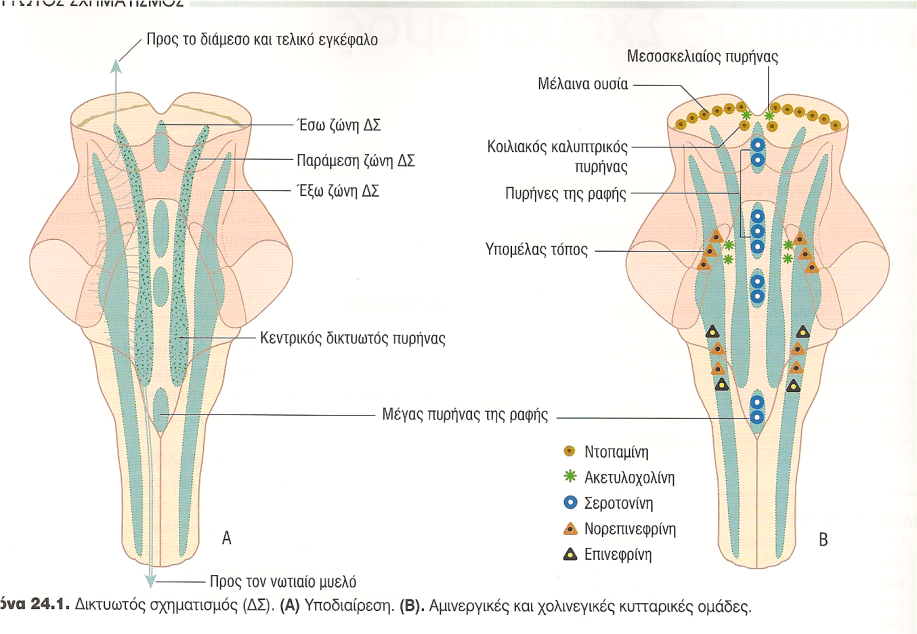 ΣΧΗΜΑΤΙΣΜΟΣ
Προς το διάμεσο και τελικό εγκέφαλο
Έσω ζώνη ΔΣ
Παράμεση ζώνη ΔΣ
Έξω ζώνη ΔΣ
Κεντρικός δικτυωτός πυρήνας
Μέγας πυρήνας της ραφής
Προς τον νωτιαίο μυελό
A
Μεσοσκελιαίος πυρήνας
Μέλαινα ουσία
Κοιλιακός καλυπτρικός
πυρήνας
Πυρήνες της ραφής
Υπομέλας τόπος
Ντοπαμίνη
Ακετυλοχολίνη
Σεροτονίνη
Νορεπινεφρίνη
Επινεφρίνη
B
όνα 24.1. Δικτυωτός σχηματισμός (ΔΣ). (Α) Υποδιαίρεση. (Β). Αμινεργικές και χολινεγικές κυτταρικές ομάδες.